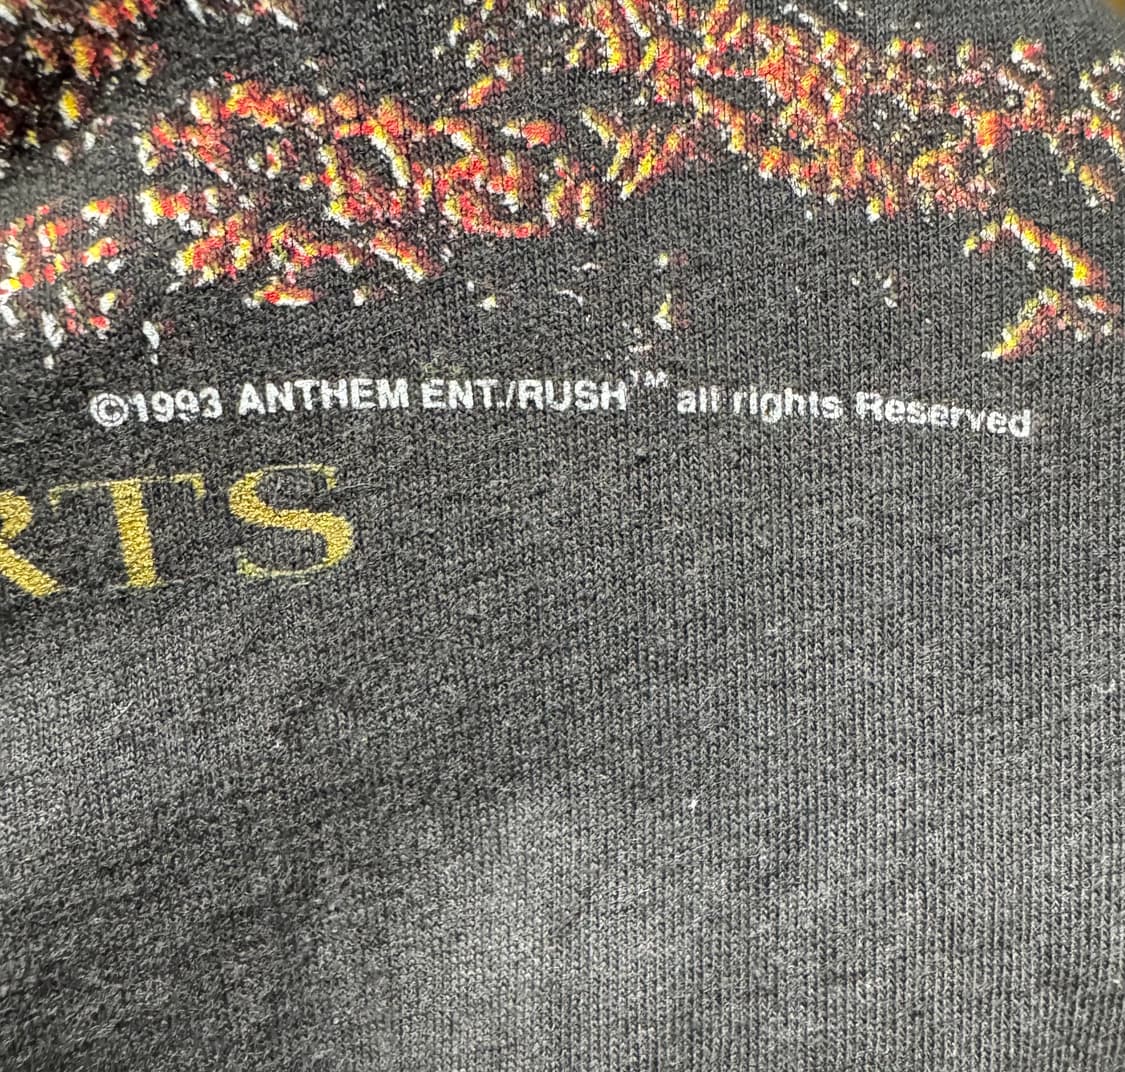 ©1993 ANTHEM ENT./RUSH™ all rights Reserved
RTS